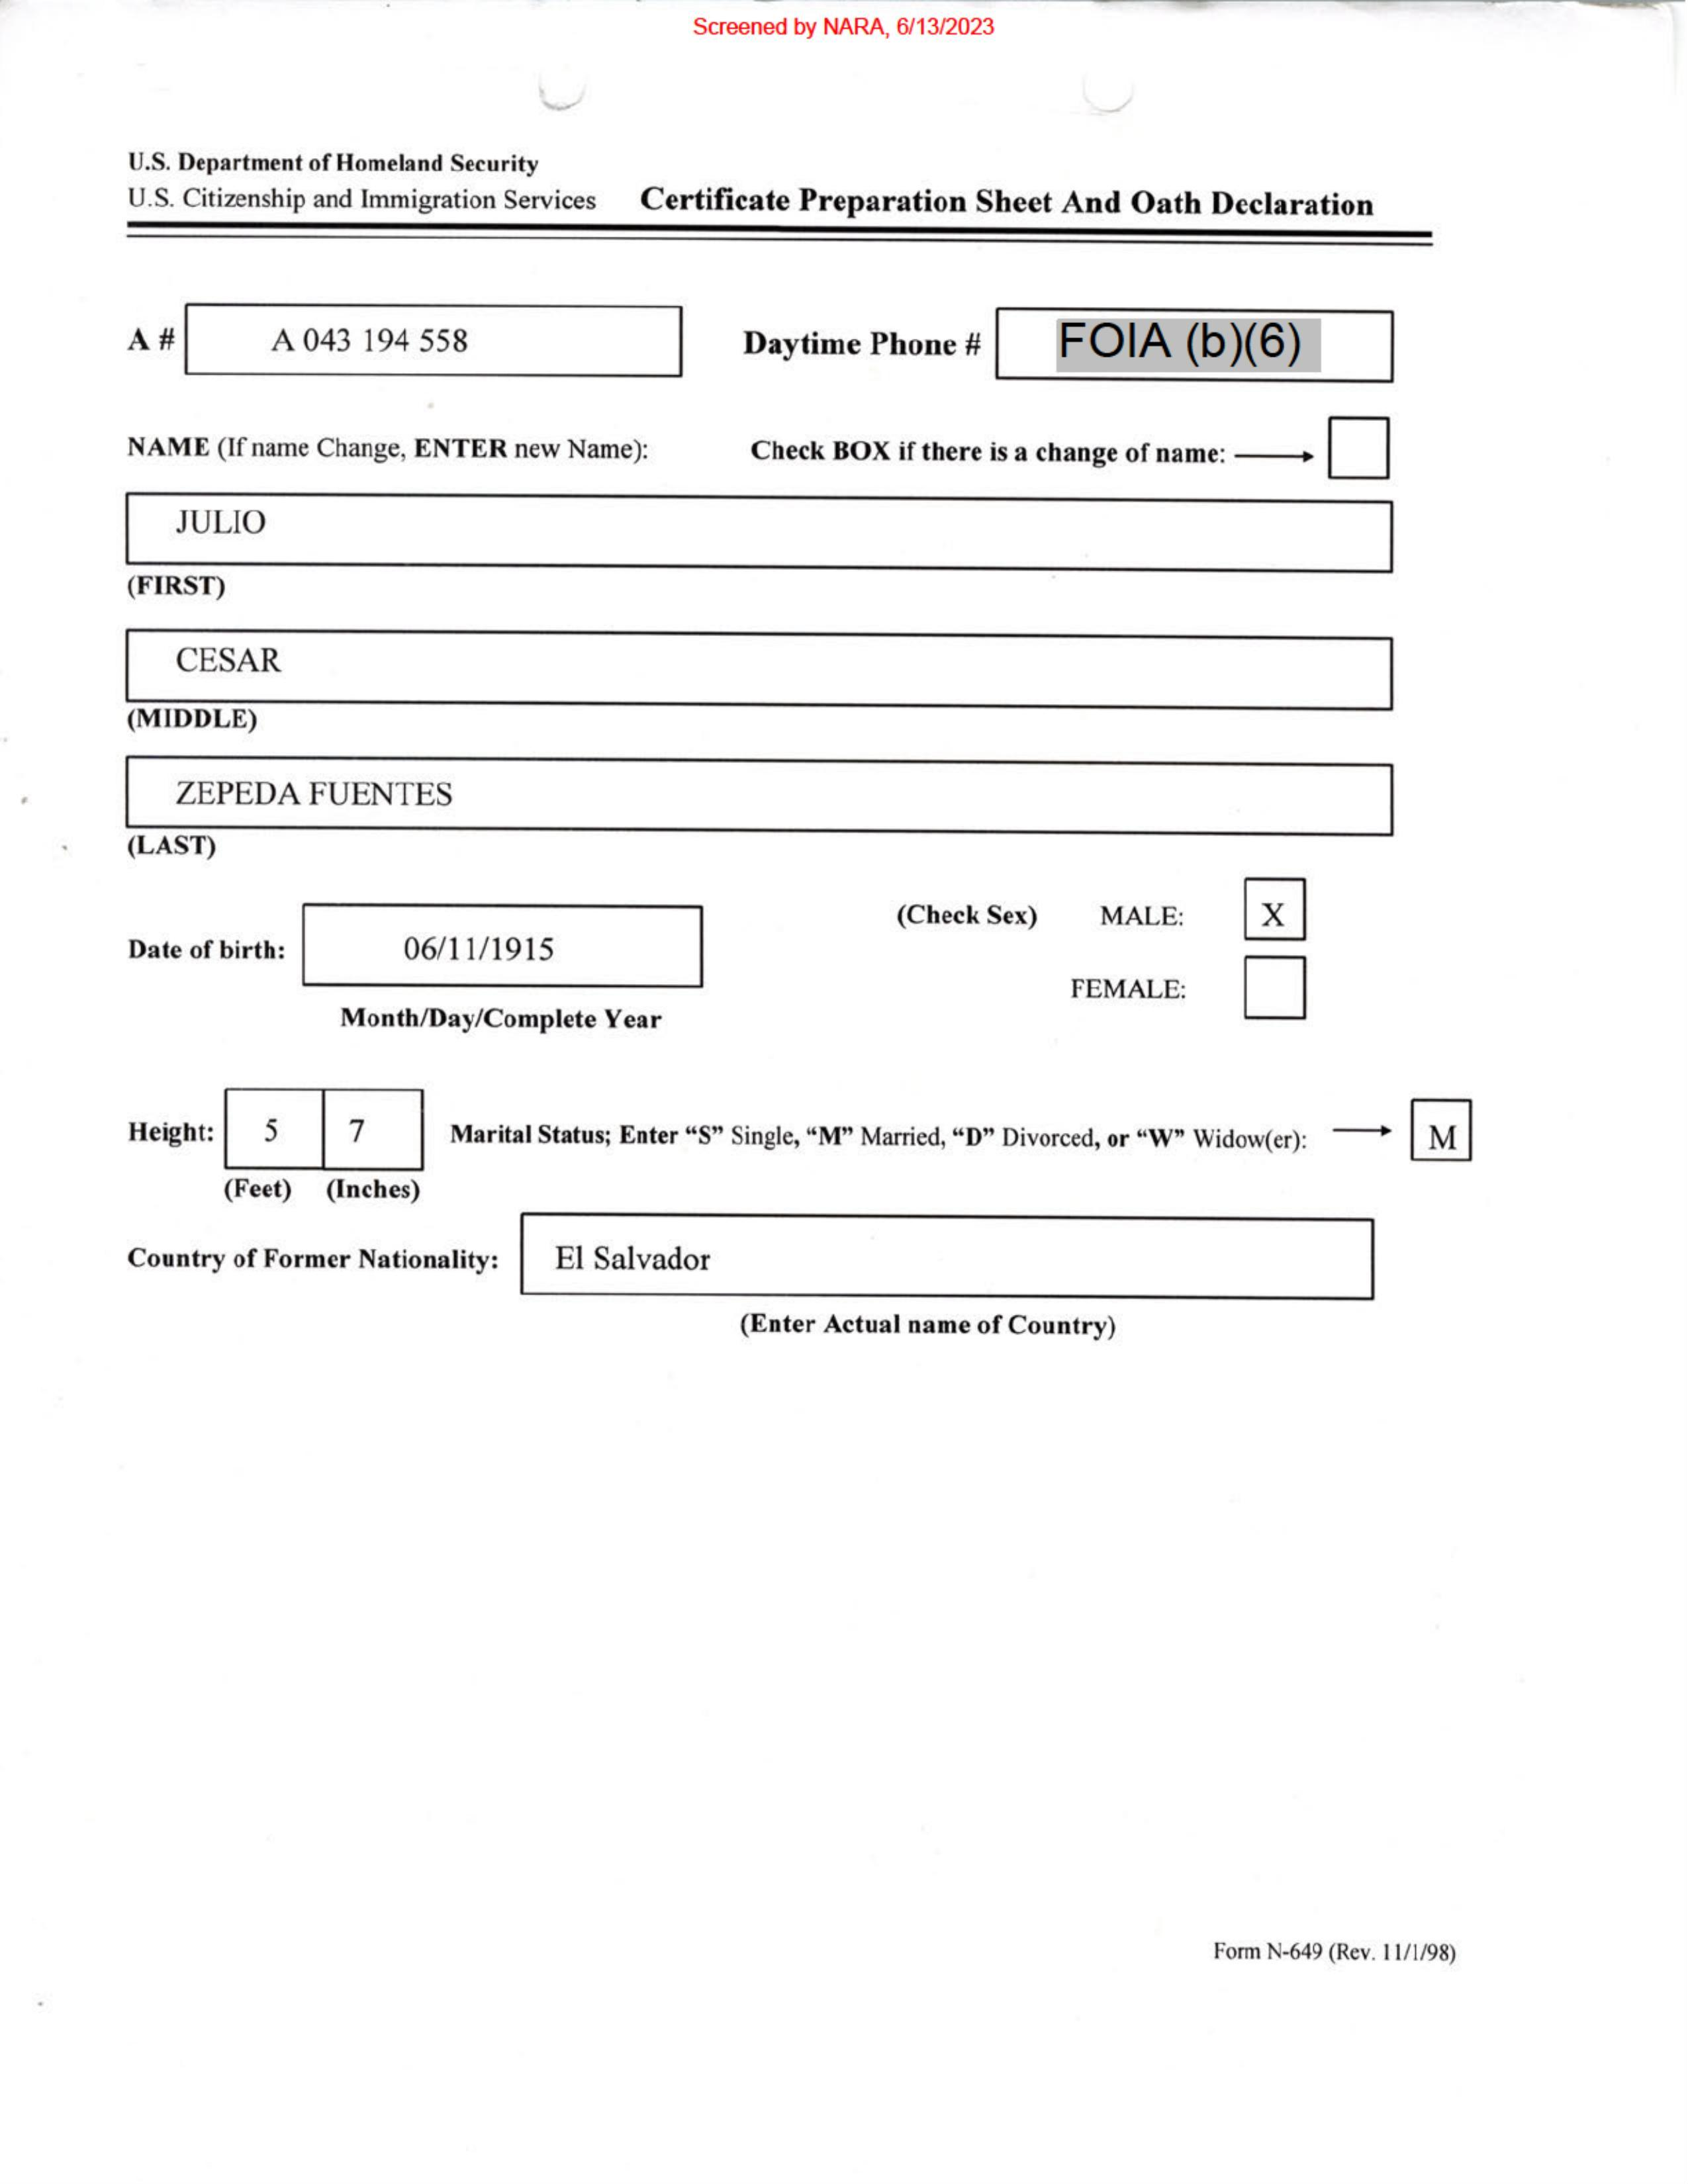 Screened by NARA, 6/13/2023
U.S. Department of Homeland Security
U.S. Citizenship and Immigration Services Certificate Preparation Sheet And Oath Declaration
A # A 043 194 558 Daytime Phone # FOIA (b)(6)
NAME (If name Change, ENTER new Name): Check BOX if there is a change of name:
JULIO
(FIRST)
CESAR
(MIDDLE)
ZEPEDA FUENTES
(LAST)
(Check Sex) MALE: X
Date of birth: 06/11/1915
FEMALE:
Month/Day/Complete Year
Height: 5 7 Marital Status; Enter “S” Single, “M” Married, “D” Divorced, or “W” Widow(er): M
(Feet) (Inches)
Country of Former Nationality: El Salvador
(Enter Actual name of Country)
Form N-649 (Rev. 11/1/98)